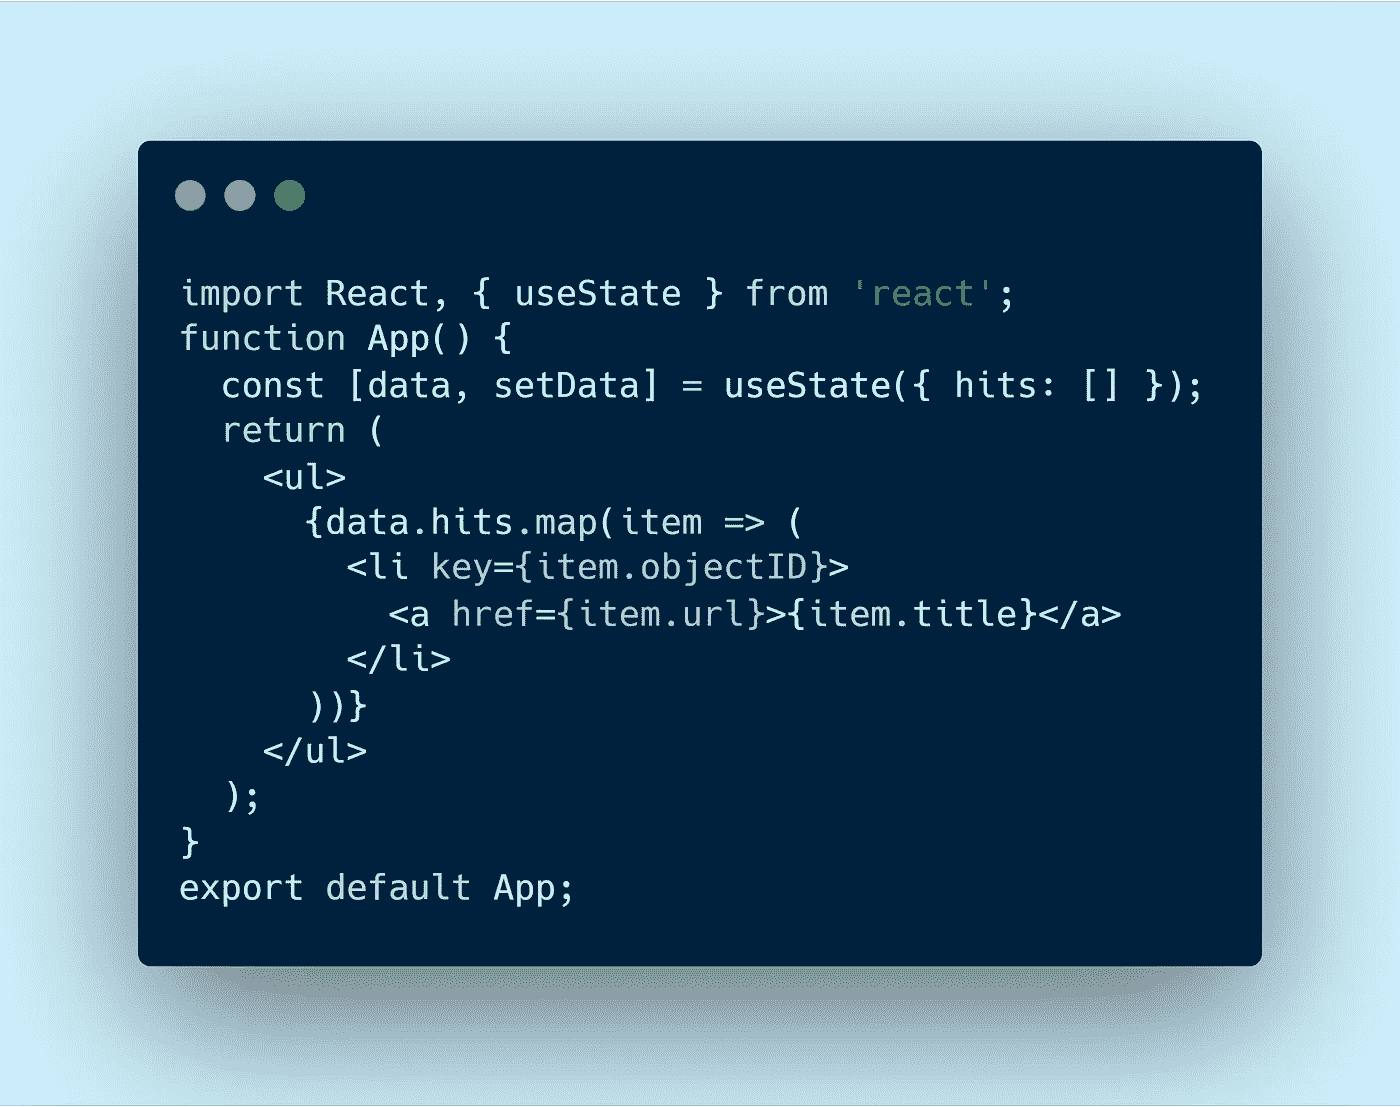 import React, { useState } from 'react';
function App() {
  const [data, setData] = useState({ hits: [] });
  return (
    <ul>
      {data.hits.map(item => (
        <li key={item.objectID}>
          <a href={item.url}>{item.title}</a>
        </li>
      ))}
    </ul>
  );
}
export default App;